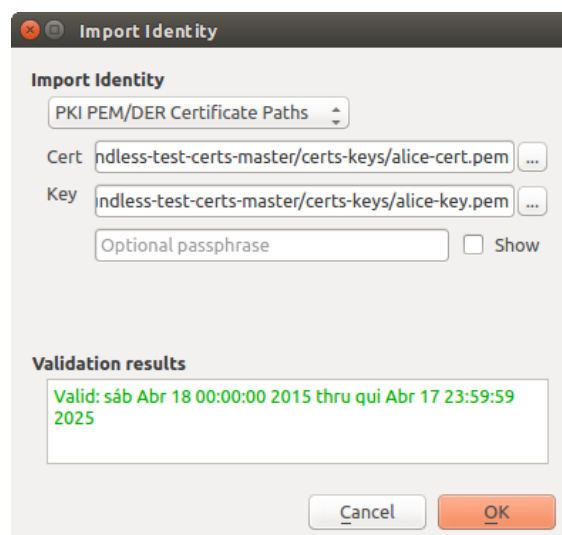 Import Identity
Import Identity
PKI PEM/DER Certificate Paths
Cert ndless-test-certs-master/certs-keys/alice-cert.pem ...
Key indless-test-certs-master/certs-keys/alice-key.pem ...
Optional passphrase Show
Validation results
Valid: sáb Abr 18 00:00:00 2015 thru qui Abr 17 23:59:59
2025
Cancel OK